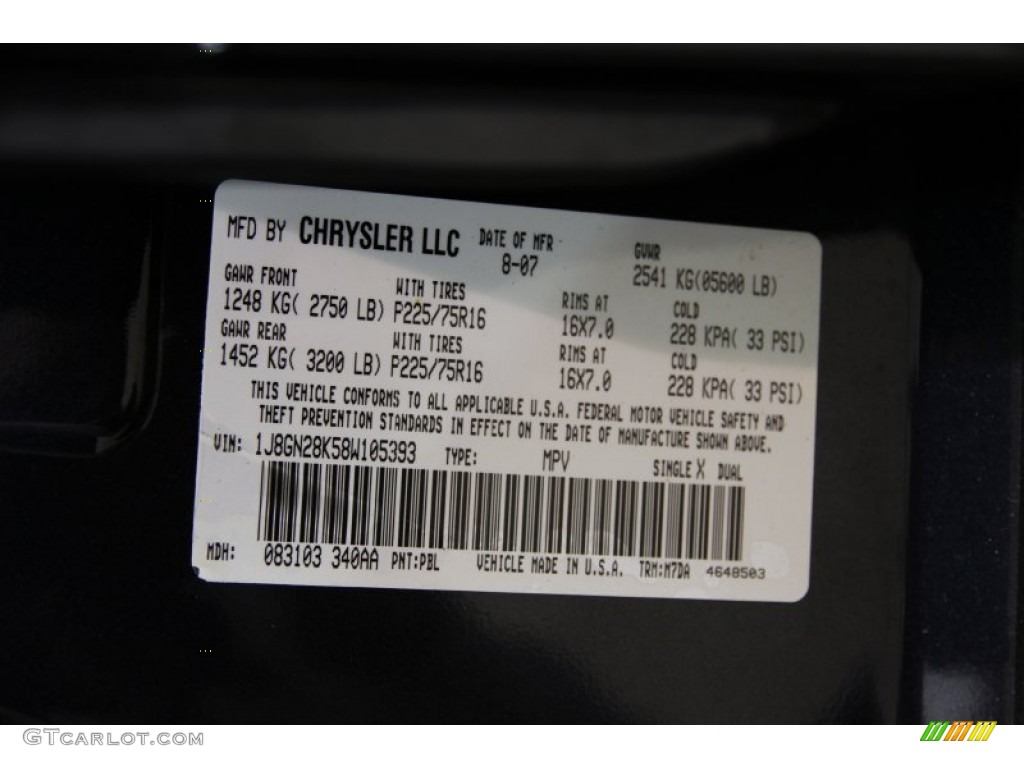 MFD BY CHRYSLER LLC DATE OF MFR GVWR
8-07 2541 KG(05600 LB)
GAWR FRONT WITH TIRES RIMS AT COLD
1248 KG( 2750 LB) P225/75R16 16X7.0 228 KPA( 33 PSI)
GAWR REAR WITH TIRES RIMS AT COLD
1452 KG( 3200 LB) P225/75R16 16X7.0 228 KPA( 33 PSI)
THIS VEHICLE CONFORMS TO ALL APPLICABLE U.S.A. FEDERAL MOTOR VEHICLE SAFETY AND
THEFT PREVENTION STANDARDS IN EFFECT ON THE DATE OF MANUFACTURE SHOWN ABOVE.
VIN: 1J8GN28K58W105393 TYPE: MPV SINGLE X DUAL
MDH: 083103 340AA PNT:PBL VEHICLE MADE IN U.S.A. TRM:M7DA 4648503
GTCARLOT.COM